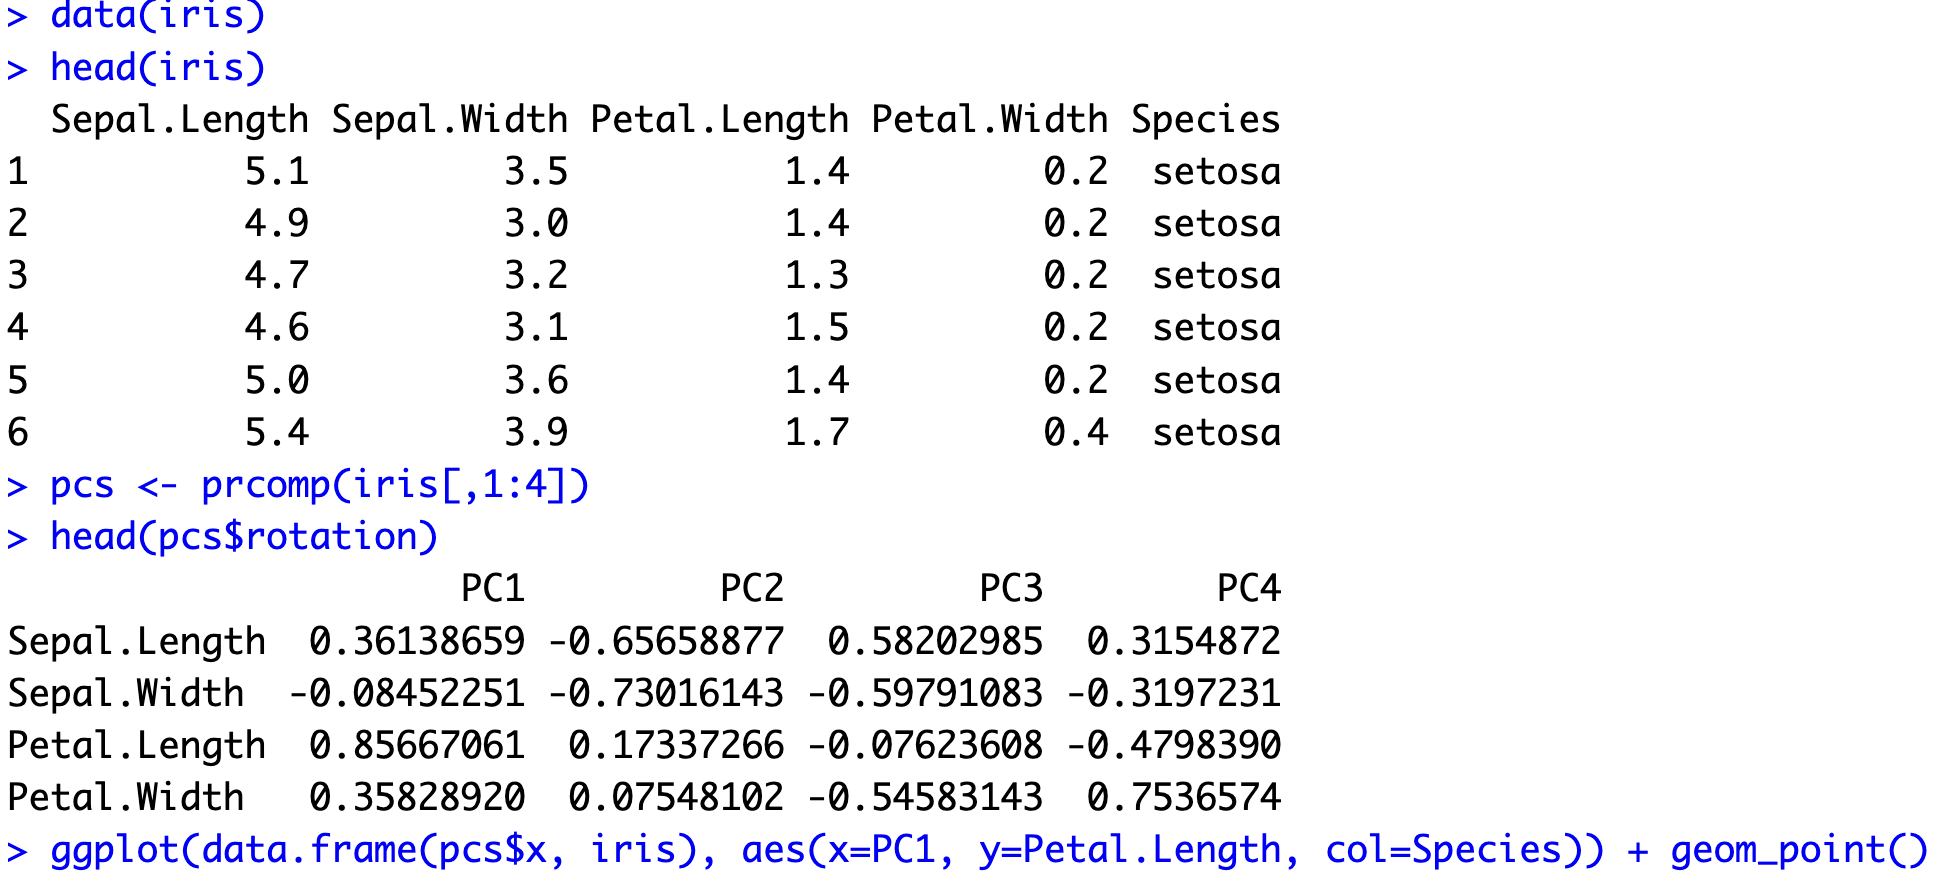 > data(iris)
> head(iris)
  Sepal.Length Sepal.Width Petal.Length Petal.Width Species
1          5.1         3.5          1.4         0.2  setosa
2          4.9         3.0          1.4         0.2  setosa
3          4.7         3.2          1.3         0.2  setosa
4          4.6         3.1          1.5         0.2  setosa
5          5.0         3.6          1.4         0.2  setosa
6          5.4         3.9          1.7         0.4  setosa
> pcs <- prcomp(iris[,1:4])
> head(pcs$rotation)
                     PC1         PC2         PC3        PC4
Sepal.Length  0.36138659 -0.65658877  0.58202985  0.3154872
Sepal.Width  -0.08452251 -0.73016143 -0.59791083 -0.3197231
Petal.Length  0.85667061  0.17337266 -0.07623608 -0.4798390
Petal.Width   0.35828920  0.07548102 -0.54583143  0.7536574
> ggplot(data.frame(pcs$x, iris), aes(x=PC1, y=Petal.Length, col=Species)) + geom_point()